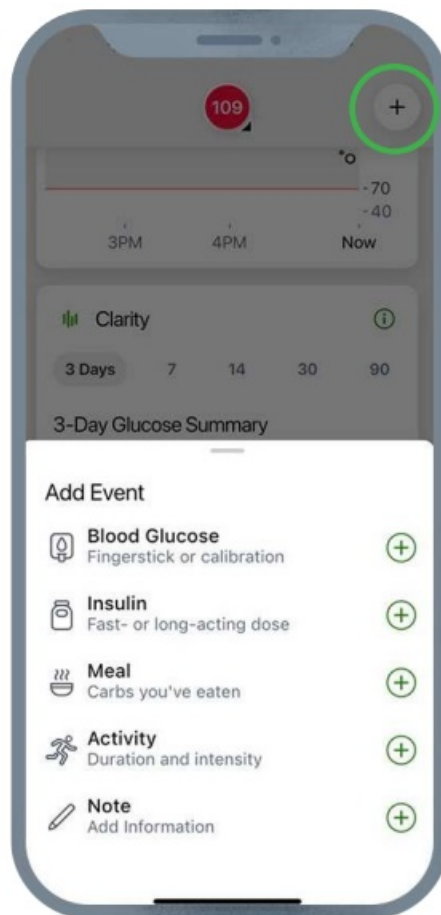 109
+
-70
-40
3PM 4PM Now
Clarity
3 Days 7 14 30 90
3-Day Glucose Summary
Add Event
Blood Glucose
Fingerstick or calibration
Insulin
Fast- or long-acting dose
Meal
Carbs you've eaten
Activity
Duration and intensity
Note
Add Information